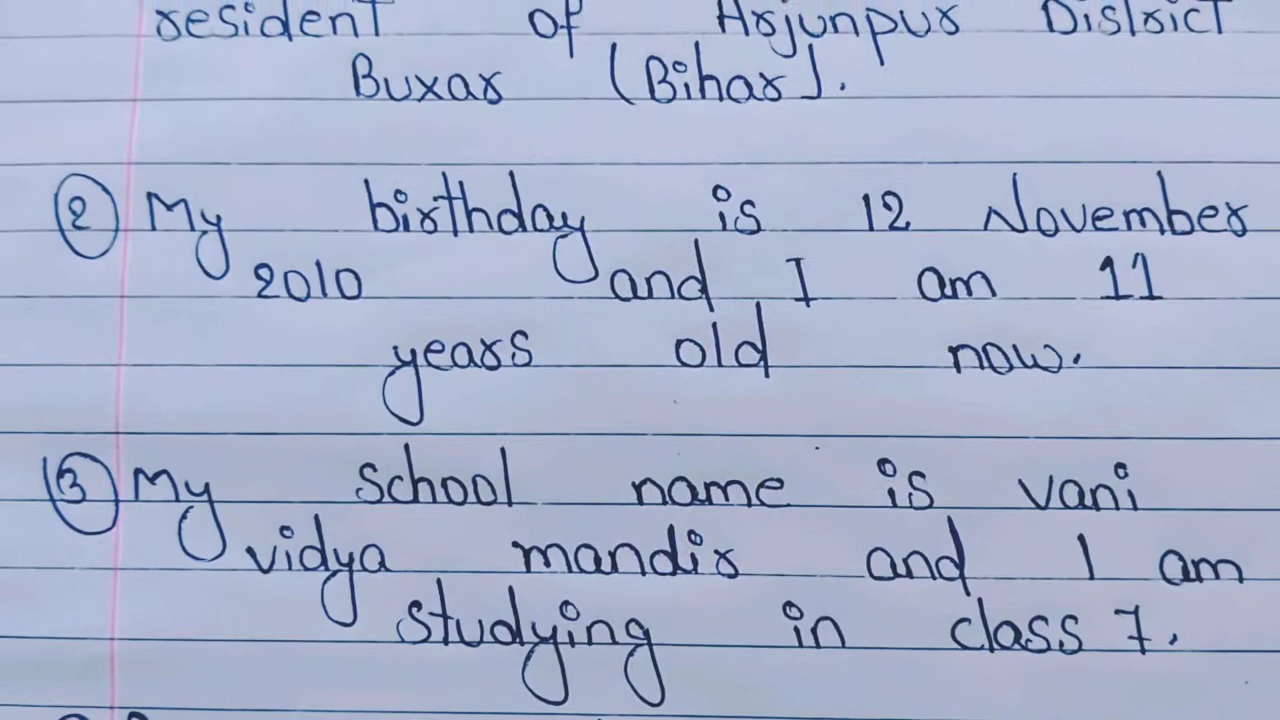 resident of Arjunpur District
Buxar (Bihar).
② My birthday is 12 November
2010 and I am 11
years old now.
③ My school name is vani
vidya mandir and I am
studying in class 7.